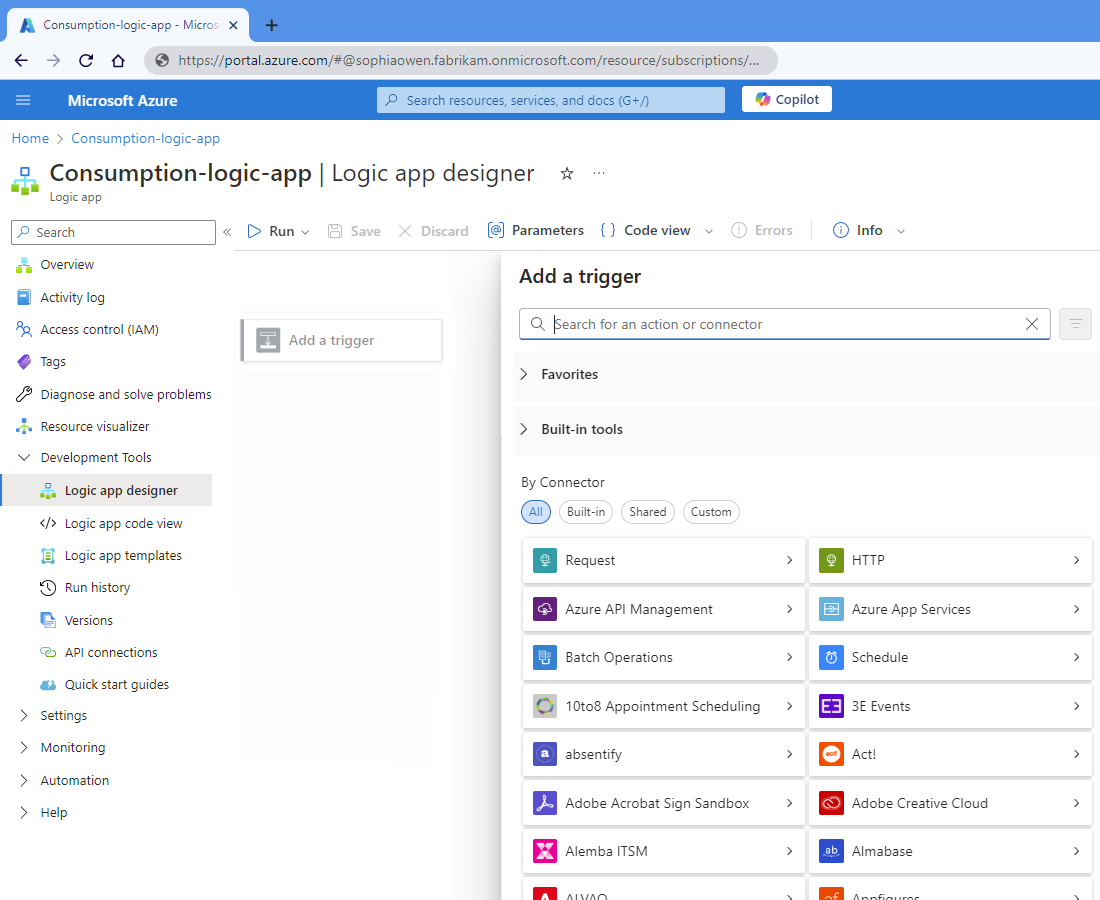 Consumption-logic-app - Micros
https://portal.azure.com/#@sophiaowen.fabrikam.onmicrosoft.com/resource/subscriptions/...
Microsoft Azure
Search resources, services, and docs (G+/)
Copilot
Home > Consumption-logic-app
Consumption-logic-app | Logic app designer
Logic app
Search
Run
Save
Discard
Parameters
Code view
Errors
Info
Overview
Activity log
Access control (IAM)
Tags
Diagnose and solve problems
Resource visualizer
Development Tools
Logic app designer
Logic app code view
Logic app templates
Run history
Versions
API connections
Quick start guides
Settings
Monitoring
Automation
Help
Add a trigger
Add a trigger
Search for an action or connector
Favorites
Built-in tools
By Connector
All
Built-in
Shared
Custom
Request
HTTP
Azure API Management
Azure App Services
Batch Operations
Schedule
10to8 Appointment Scheduling
3E Events
absentify
Act!
Adobe Acrobat Sign Sandbox
Adobe Creative Cloud
Alemba ITSM
Almabase
ALVAO
Appfigures